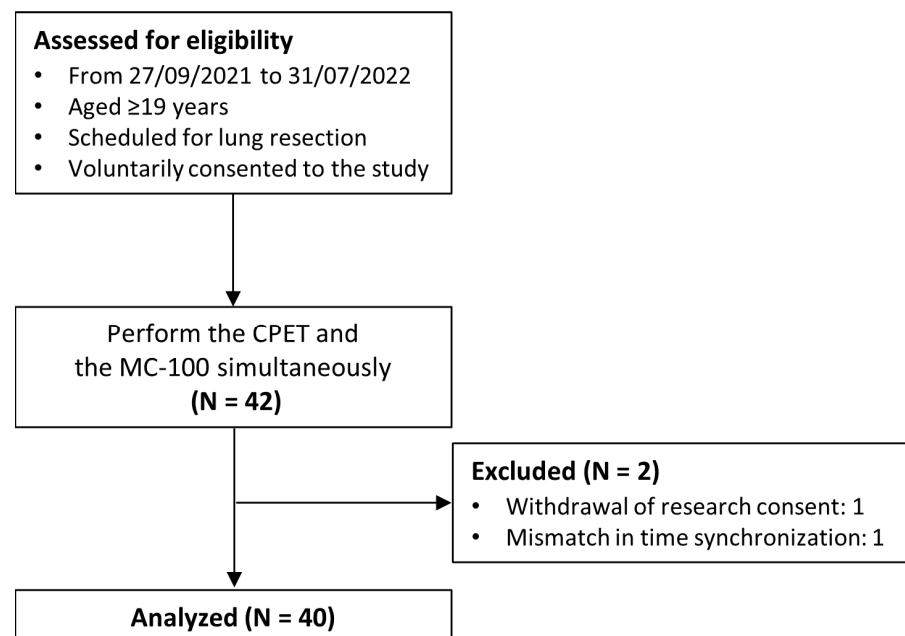 Assessed for eligibility
• From 27/09/2021 to 31/07/2022
• Aged ≥19 years
• Scheduled for lung resection
• Voluntarily consented to the study
Perform the CPET and
the MC-100 simultaneously
(N = 42)
Excluded (N = 2)
• Withdrawal of research consent: 1
• Mismatch in time synchronization: 1
Analyzed (N = 40)